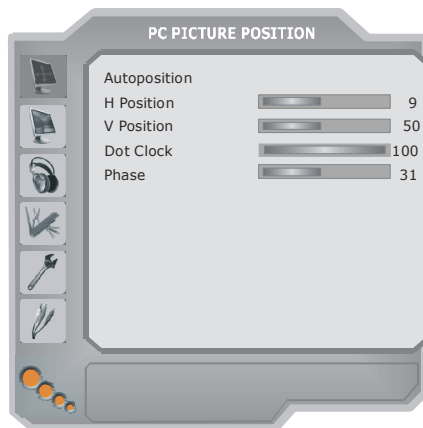 PC PICTURE POSITION
Autoposition
H Position 9
V Position 50
Dot Clock 100
Phase 31